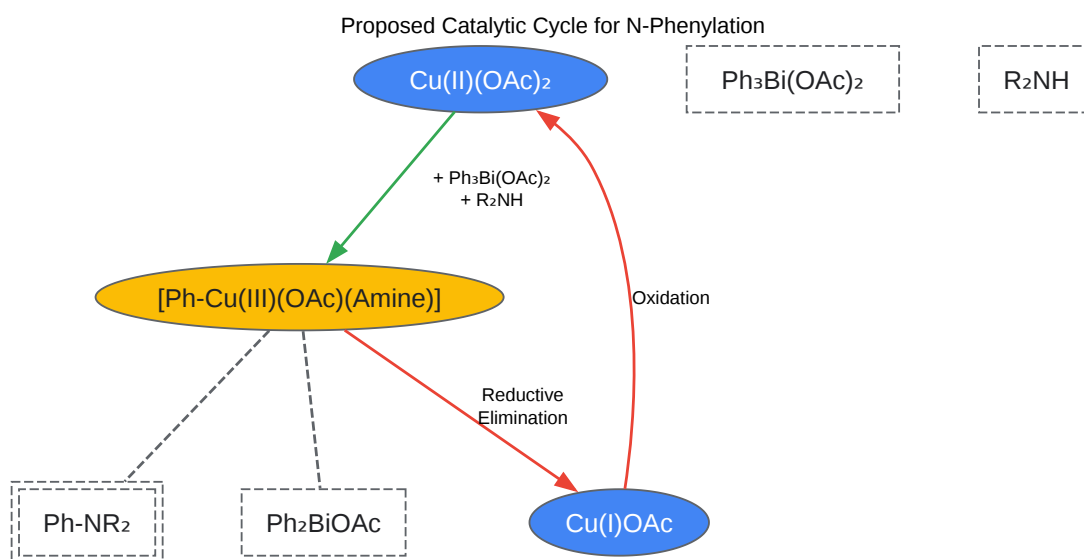 Proposed Catalytic Cycle for N-Phenylation
Cu(II)(OAc)₂
Ph₃Bi(OAc)₂
R₂NH
+ Ph₃Bi(OAc)₂
+ R₂NH
[Ph-Cu(III)(OAc)(Amine)]
Oxidation
Reductive
Elimination
Ph-NR₂
Ph₂BiOAc
Cu(I)OAc